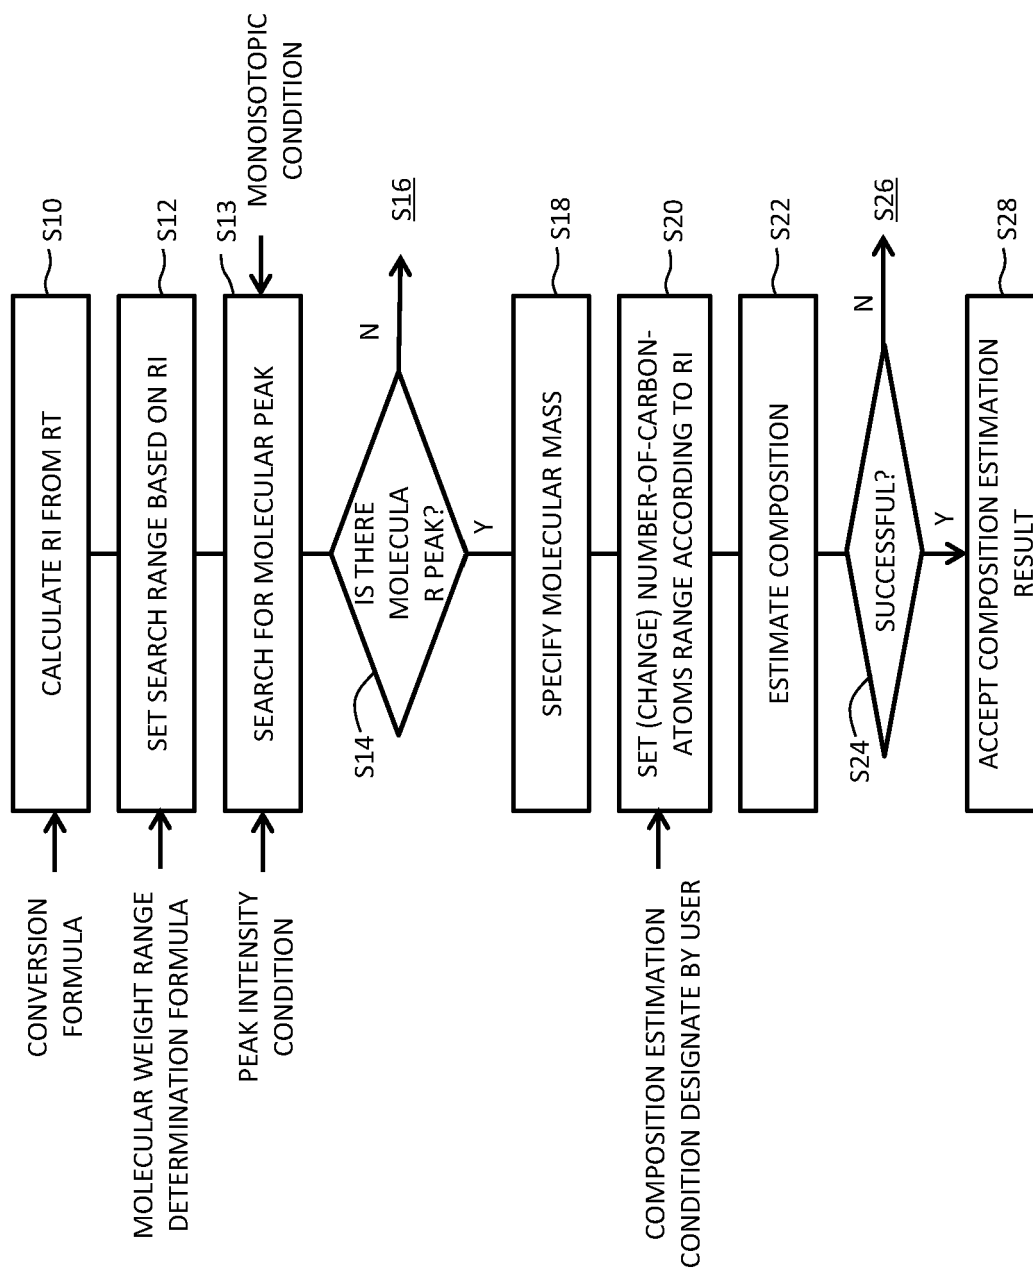 CONVERSION
FORMULA
CALCULATE RI FROM RT
S10
MOLECULAR WEIGHT RANGE
DETERMINATION FORMULA
SET SEARCH RANGE BASED ON RI
S12
PEAK INTENSITY
CONDITION
SEARCH FOR MOLECULAR PEAK
S13
MONOISOTOPIC
CONDITION
S14
IS THERE
MOLECULA
R PEAK?
N
S16
Y
SPECIFY MOLECULAR MASS
S18
COMPOSITION ESTIMATION
CONDITION DESIGNATE BY USER
SET (CHANGE) NUMBER-OF-CARBON-
ATOMS RANGE ACCORDING TO RI
S20
ESTIMATE COMPOSITION
S22
S24
SUCCESSFUL?
N
S26
Y
ACCEPT COMPOSITION ESTIMATION
RESULT
S28